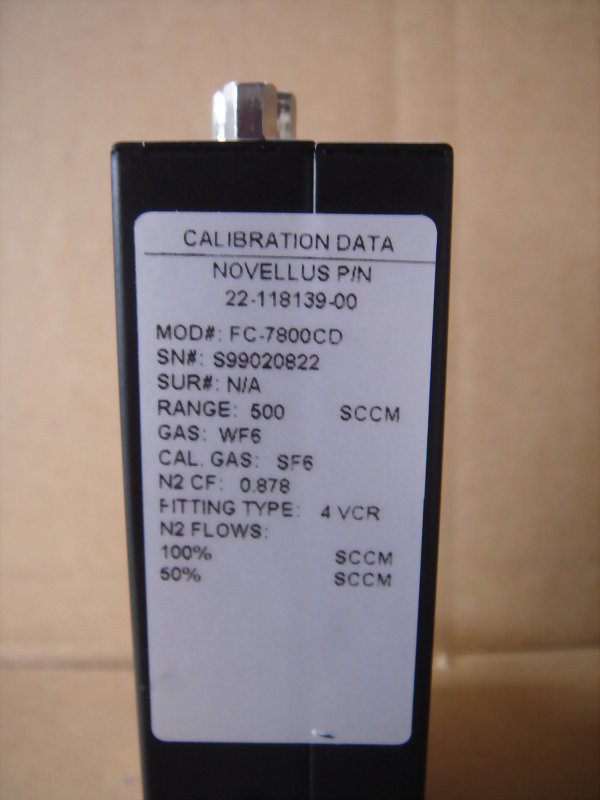 CALIBRATION DATA
NOVELLUS P/N
22-118139-00
MOD#: FC-7800CD
SN#: S99020822
SUR#: N/A
RANGE: 500 SCCM
GAS: WF6
CAL. GAS: SF6
N2 CF: 0.878
FITTING TYPE: 4 VCR
N2 FLOWS:
100% SCCM
50% SCCM